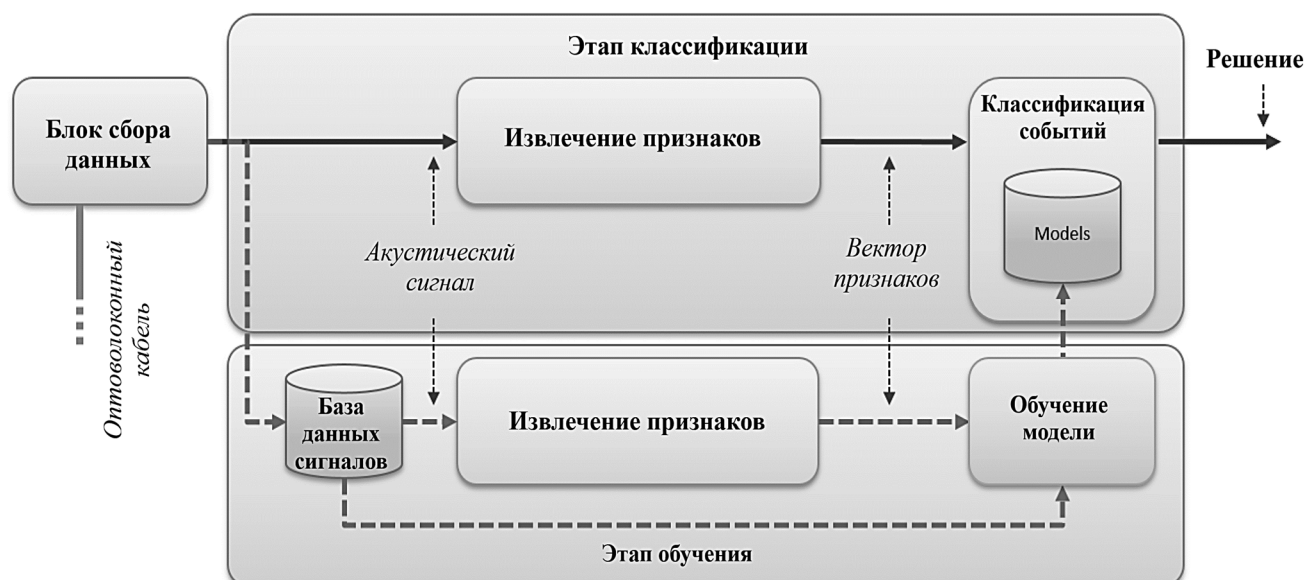 Этап классификации
Решение
Блок сбора
данных
Извлечение признаков
Классификация
событий
Models
Акустический
сигнал
Вектор
признаков
Оптоволоконный
кабель
База
данных
сигналов
Извлечение признаков
Обучение
модели
Этап обучения